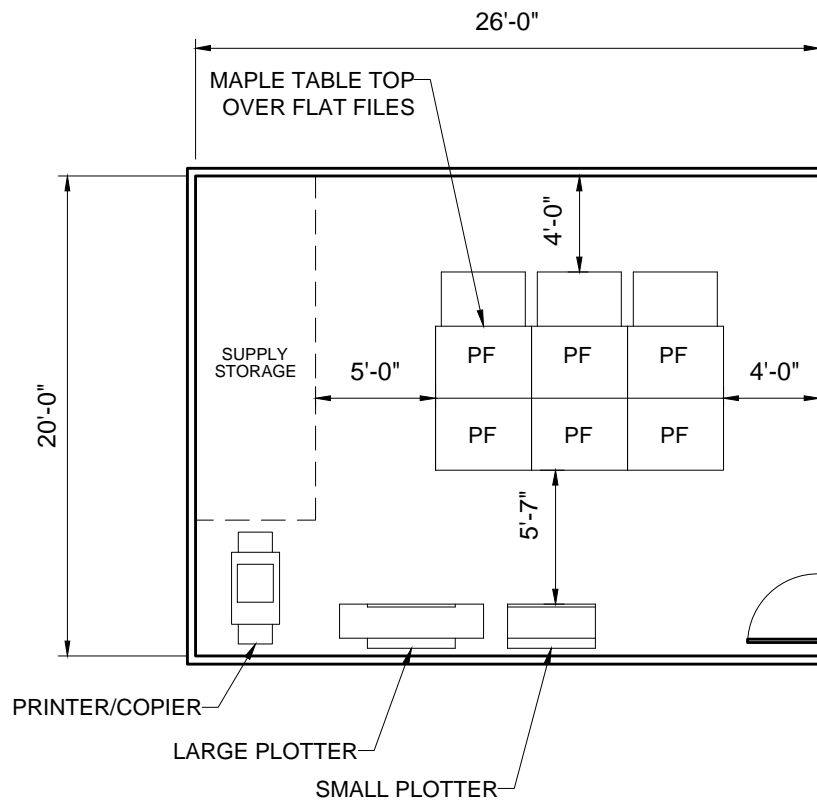 26'-0"
MAPLE TABLE TOP
OVER FLAT FILES
4'-0"
SUPPLY
STORAGE
5'-0"
PF PF PF
4'-0"
20'-0"
PF PF PF
5'-7"
PRINTER/COPIER
LARGE PLOTTER
SMALL PLOTTER